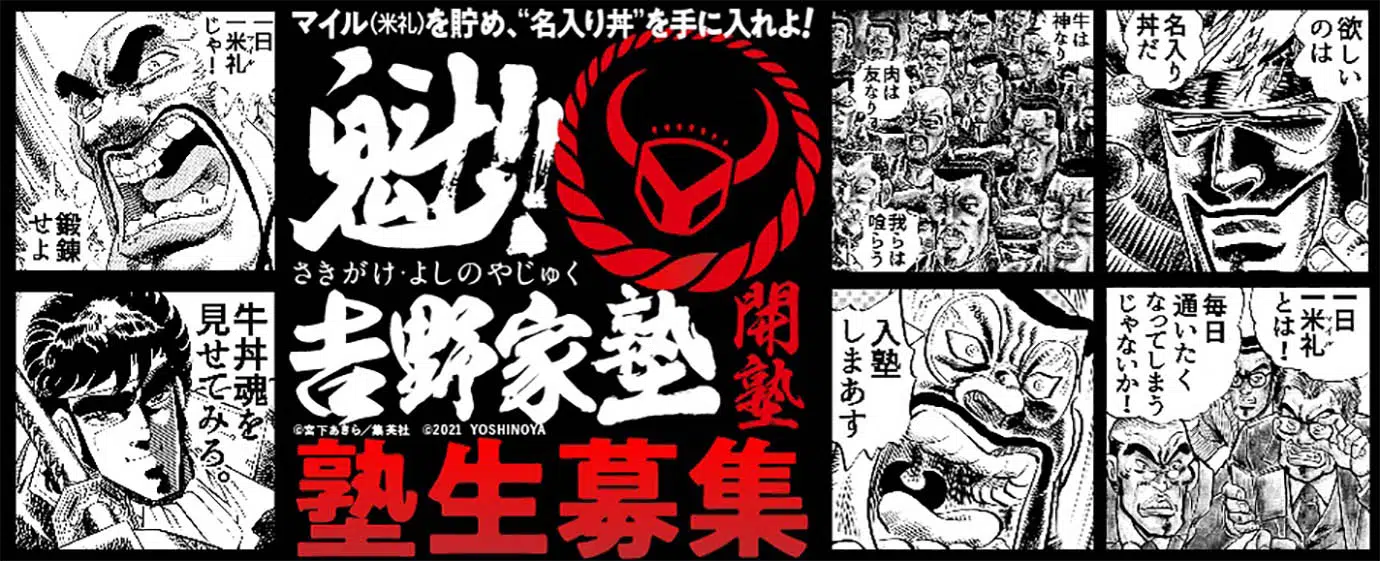 マイル(米礼)を貯め、“名入り丼”を手に入れよ!
魁!!
さきがけ・よしのやじゅく
吉野家塾
開塾
©宮下あきら/集英社 ©2021 YOSHINOYA
塾生募集
一日
一米礼
マイル
じゃ!
鍛錬
せよ
牛丼魂を
見せてみろ。
牛は
神なり
肉は
友なり
我らは
喰らう
欲しい
のは
名入り
丼だ
入塾
しまあす
一日
一米礼
マイル
とは!
毎日
通いたく
なってしまう
じゃないか!